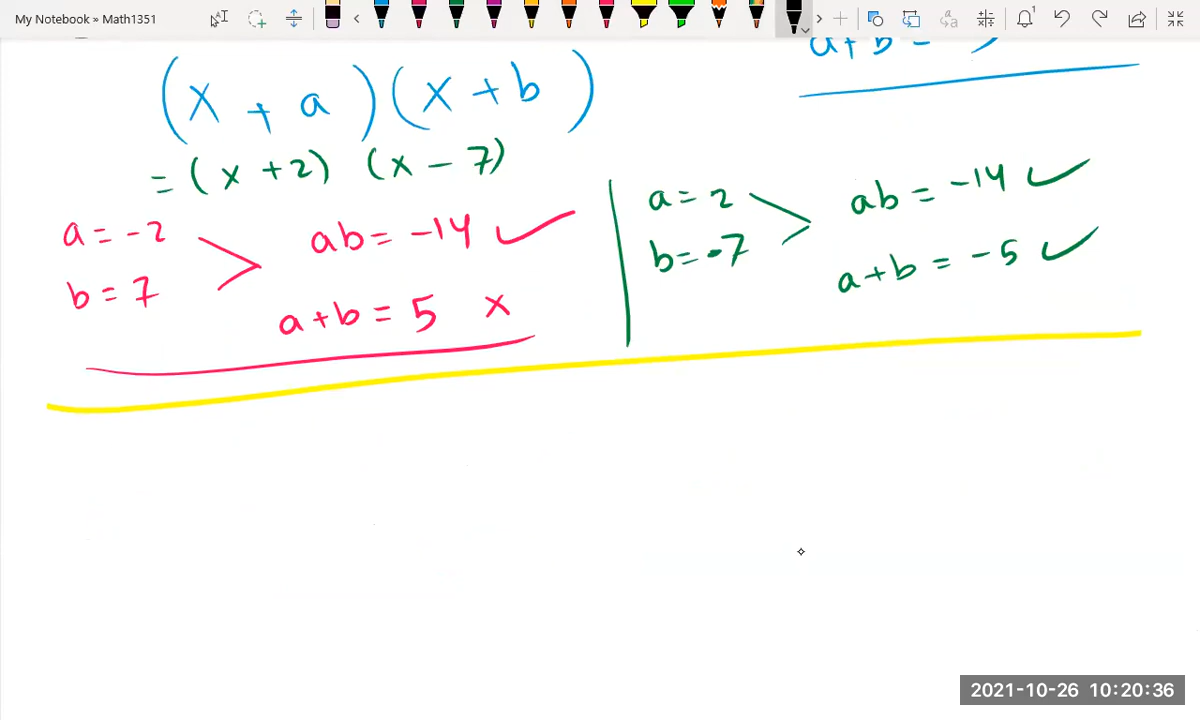 My Notebook » Math1351
a+b = -5
(x + a)(x + b)
= (x + 2) (x - 7)
a = -2
b = 7
ab = -14 ✓
a + b = 5 x
a = 2
b = -7
ab = -14 ✓
a + b = -5 ✓
2021-10-26 10:20:36